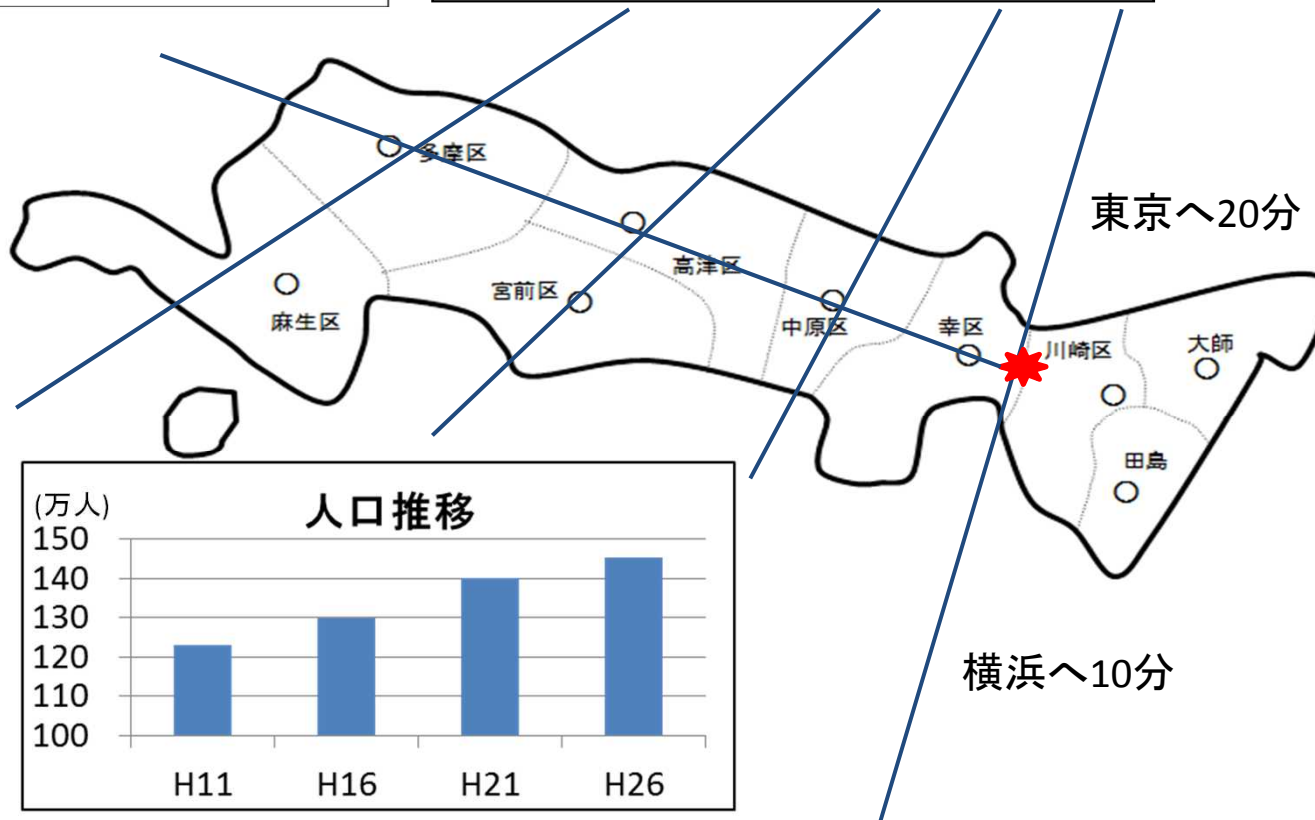 東京へ20分
多摩区
高津区
宮前区
麻生区
中原区
幸区
川崎区
大師
田島
横浜へ10分
人口推移
(万人)
150
140
130
120
110
100
H11 H16 H21 H26